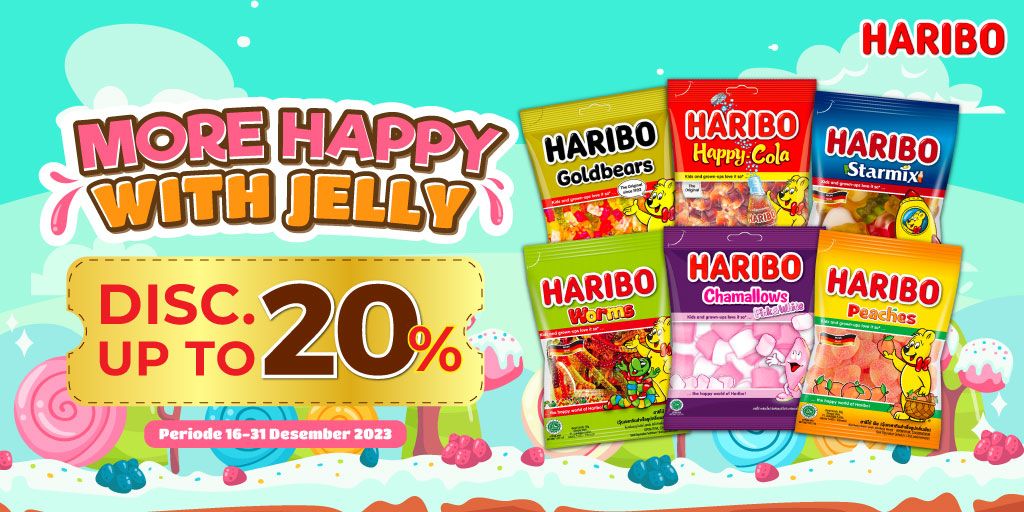 HARIBO
MORE HAPPY
WITH JELLY
DISC.
UP TO 20%
Periode 16-31 Desember 2023
HARIBO
Goldbears
Kids and grown-ups love it so...
The Original
since 1922
HARIBO
Happy-Cola
Kids and grown-ups love it so...
The
Original
HARIBO
HARIBO
Starmix
Kids and grown-ups love it so...
HARIBO
Worms
Kids and grown-ups love it so...
... the happy world of Haribo!
HARIBO
Chamallows
Pink & White
Kids and grown-ups love it so...
... the happy world of Haribo!
HARIBO
Peaches
Kids and grown-ups love it so...
... the happy world of Haribo!